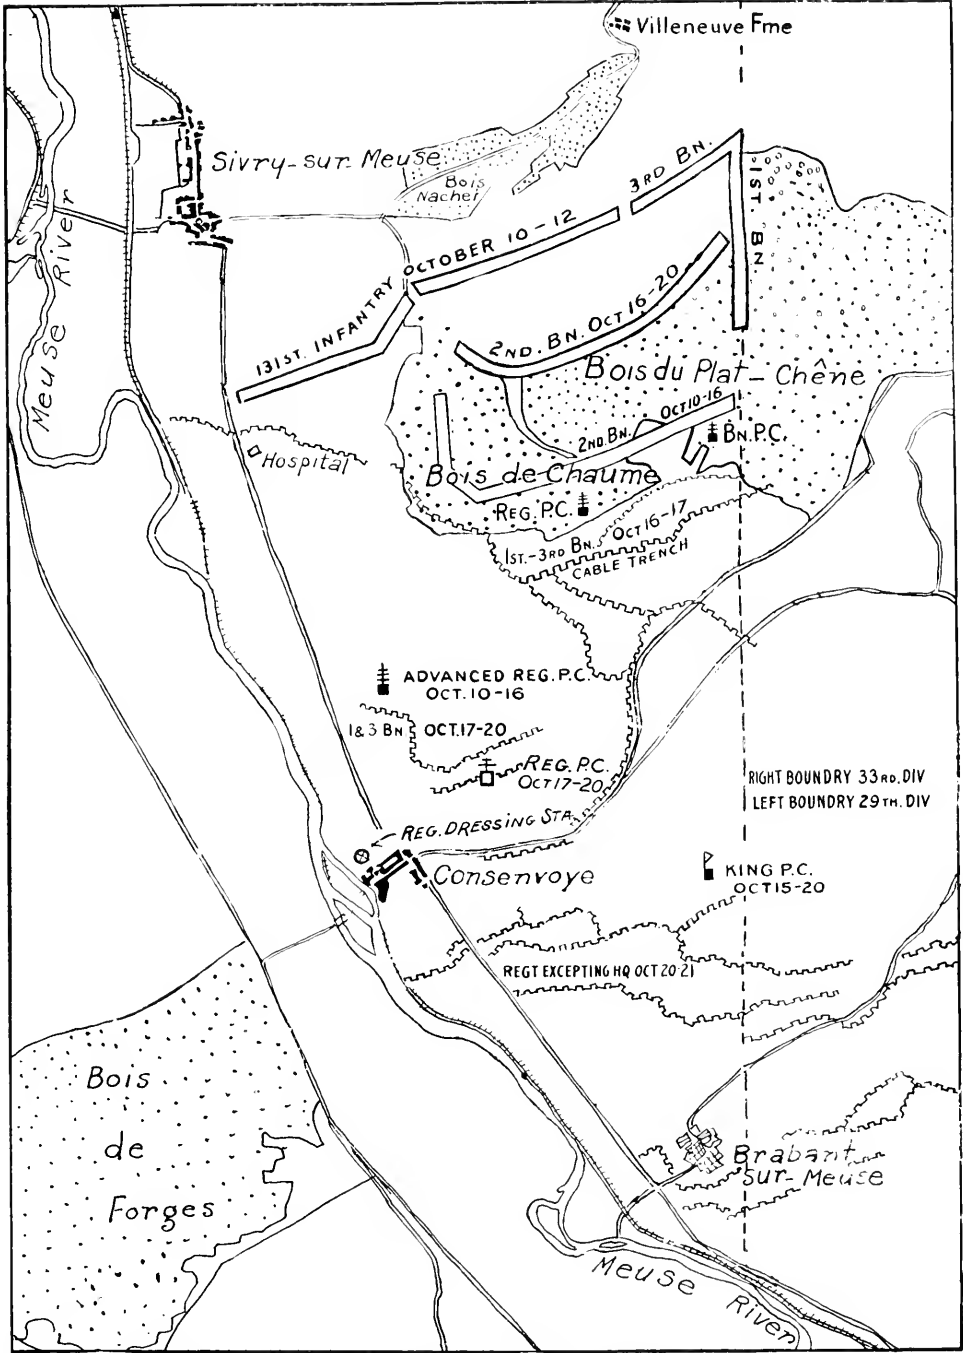 Villeneuve Fme
Sivry-sur Meuse
Bois
Nachel
Meuse River
131ST. INFANTRY OCTOBER 10-12
3RD BN.
1ST. BN.
2ND. BN. OCT 16-20
Bois du Plat-Chêne
2ND. BN. OCT 10-16
BN. P.C.
Hospital
Bois de Chaume
REG. P.C.
1ST.-3RD BN. OCT 16-17
CABLE TRENCH
ADVANCED REG. P.C.
OCT. 10-16
1 & 3 BN OCT. 17-20
REG. P.C.
OCT 17-20
RIGHT BOUNDRY 33RD. DIV
LEFT BOUNDRY 29TH. DIV
REG. DRESSING STA.
Consenvoye
KING P.C.
OCT 15-20
REGT EXCEPTING HQ OCT 20-21
Bois
de
Forges
Brabant
sur-Meuse
Meuse River